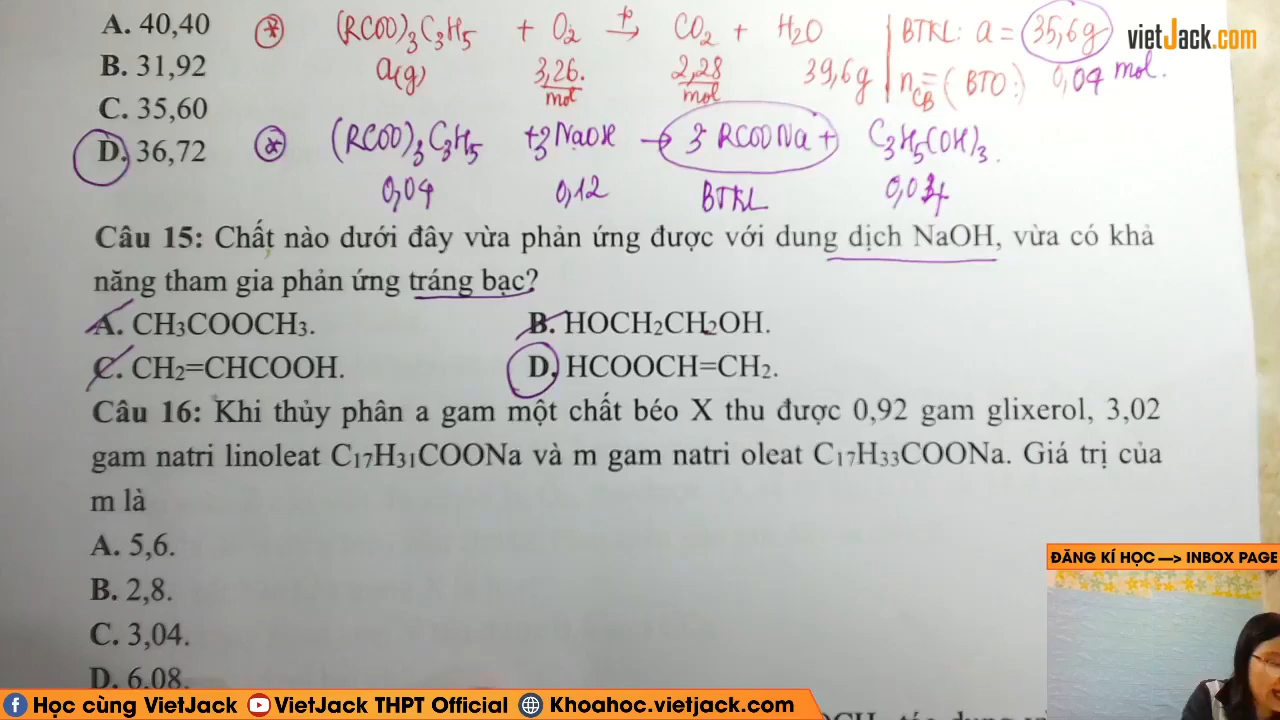 A. 40,40
(RCOO)₃C₃H₅ + O₂ →t° CO₂ + H₂O
BTKL: a = 35,6g
vietJack.com
B. 31,92
a(g) 3,26. mol 2,28 mol 39,6g
n CB = (BTO:) 0,04 mol.
C. 35,60
D. 36,72
(RCOO)₃C₃H₅ +3 NaOH → 3 RCOONa + C₃H₅(OH)₃.
0,04 0,12 BTKL
Câu 15: Chất nào dưới đây vừa phản ứng được với dung dịch NaOH, vừa có khả
năng tham gia phản ứng tráng bạc?
A. CH₃COOCH₃. B. HOCH₂CH₂OH.
C. CH₂=CHCOOH. D. HCOOCH=CH₂.
Câu 16: Khi thủy phân a gam một chất béo X thu được 0,92 gam glixerol, 3,02
gam natri linoleat C₁₇H₃₁COONa và m gam natri oleat C₁₇H₃₃COONa. Giá trị của
m là
A. 5,6.
B. 2,8.
C. 3,04.
D. 6,08.
ĐĂNG KÍ HỌC —> INBOX PAGE
Học cùng VietJack VietJack THPT Official Khoahoc.vietjack.com